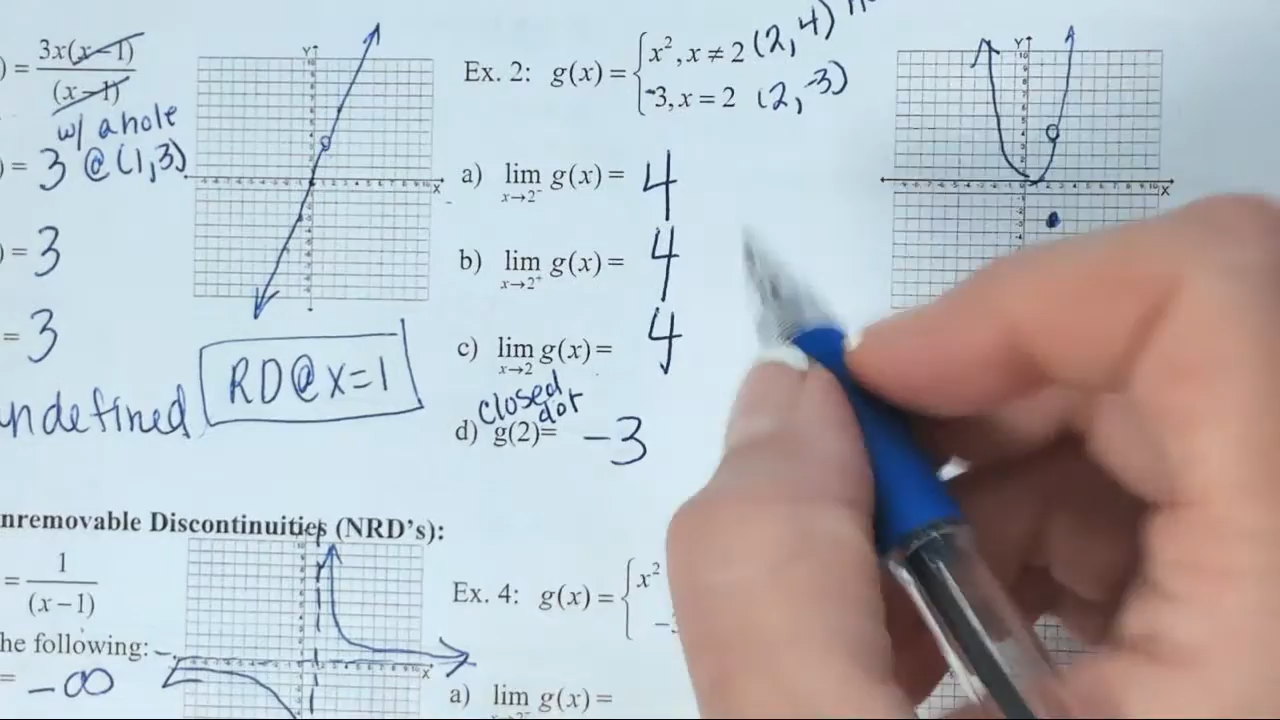 ) = 3x(x-1) / (x-1)
w/ a hole
) = 3 @ (1,3)
) = 3
= 3
undefined
RD@x=1
Y
X
Ex. 2: g(x) = { x², x ≠ 2 (2,4)
-3, x = 2 (2,-3)
a) lim x→2⁻ g(x) = 4
b) lim x→2⁺ g(x) = 4
c) lim x→2 g(x) = 4
closed dot
d) g(2)= -3
Y
X
nremovable Discontinuities (NRD's):
= 1 / (x-1)
he following:
= -∞
X
Ex. 4: g(x) = { x²
a) lim x→2⁻ g(x) =